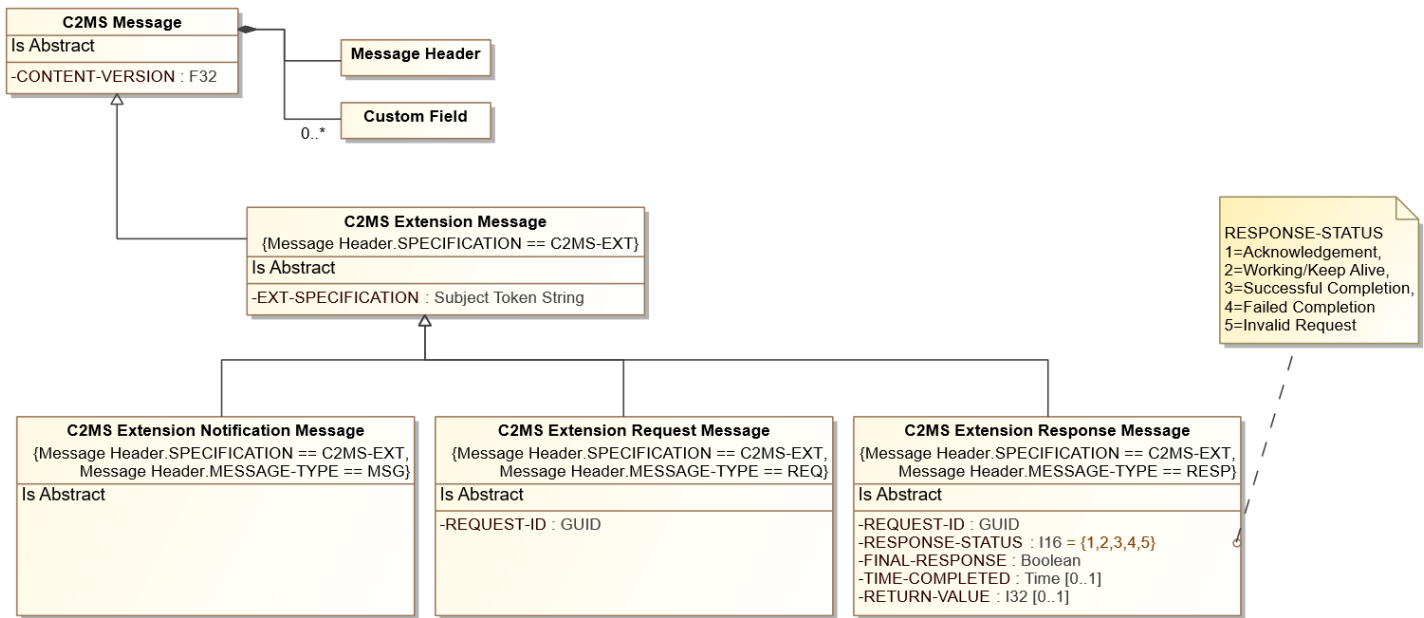 C2MS Message
Is Abstract
-CONTENT-VERSION : F32
Message Header
Custom Field
0..*
C2MS Extension Message
{Message Header.SPECIFICATION == C2MS-EXT}
Is Abstract
-EXT-SPECIFICATION : Subject Token String
RESPONSE-STATUS
1=Acknowledgement,
2=Working/Keep Alive,
3=Successful Completion,
4=Failed Completion
5=Invalid Request
C2MS Extension Notification Message
{Message Header.SPECIFICATION == C2MS-EXT,
Message Header.MESSAGE-TYPE == MSG}
Is Abstract
C2MS Extension Request Message
{Message Header.SPECIFICATION == C2MS-EXT,
Message Header.MESSAGE-TYPE == REQ}
Is Abstract
-REQUEST-ID : GUID
C2MS Extension Response Message
{Message Header.SPECIFICATION == C2MS-EXT,
Message Header.MESSAGE-TYPE == RESP}
Is Abstract
-REQUEST-ID : GUID
-RESPONSE-STATUS : I16 = {1,2,3,4,5}
-FINAL-RESPONSE : Boolean
-TIME-COMPLETED : Time [0..1]
-RETURN-VALUE : I32 [0..1]